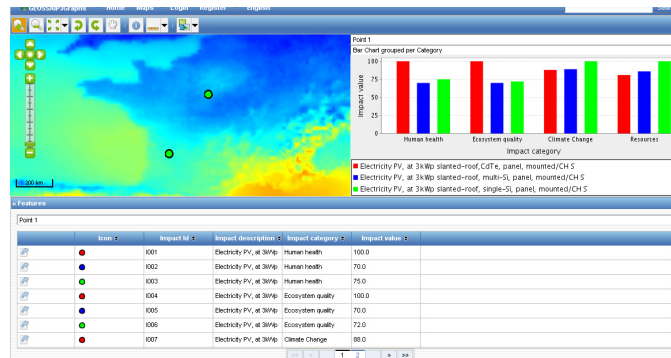 Home Maps Login Register English
200 km
Point 1
Bar Chart grouped per Category
Impact value
100
75
50
25
0
Human health Ecosystem quality Climate Change Resources
Impact category
Electricity PV, at 3kWp slanted-roof,CdTe, panel, mounted/CH S
Electricity PV, at 3kWp slanted-roof, multi-Si, panel, mounted/CH S
Electricity PV, at 3kWp slanted-roof, single-Si, panel, mounted/CH S
Features
Point 1
Icon Impact Id Impact description Impact category Impact value
I001 Electricity PV, at 3kWp Human health 100.0
I002 Electricity PV, at 3kWp Human health 70.0
I003 Electricity PV, at 3kWp Human health 75.0
I004 Electricity PV, at 3kWp Ecosystem quality 100.0
I005 Electricity PV, at 3kWp Ecosystem quality 70.0
I006 Electricity PV, at 3kWp Ecosystem quality 72.0
I007 Electricity PV, at 3kWp Climate Change 88.0
1 2